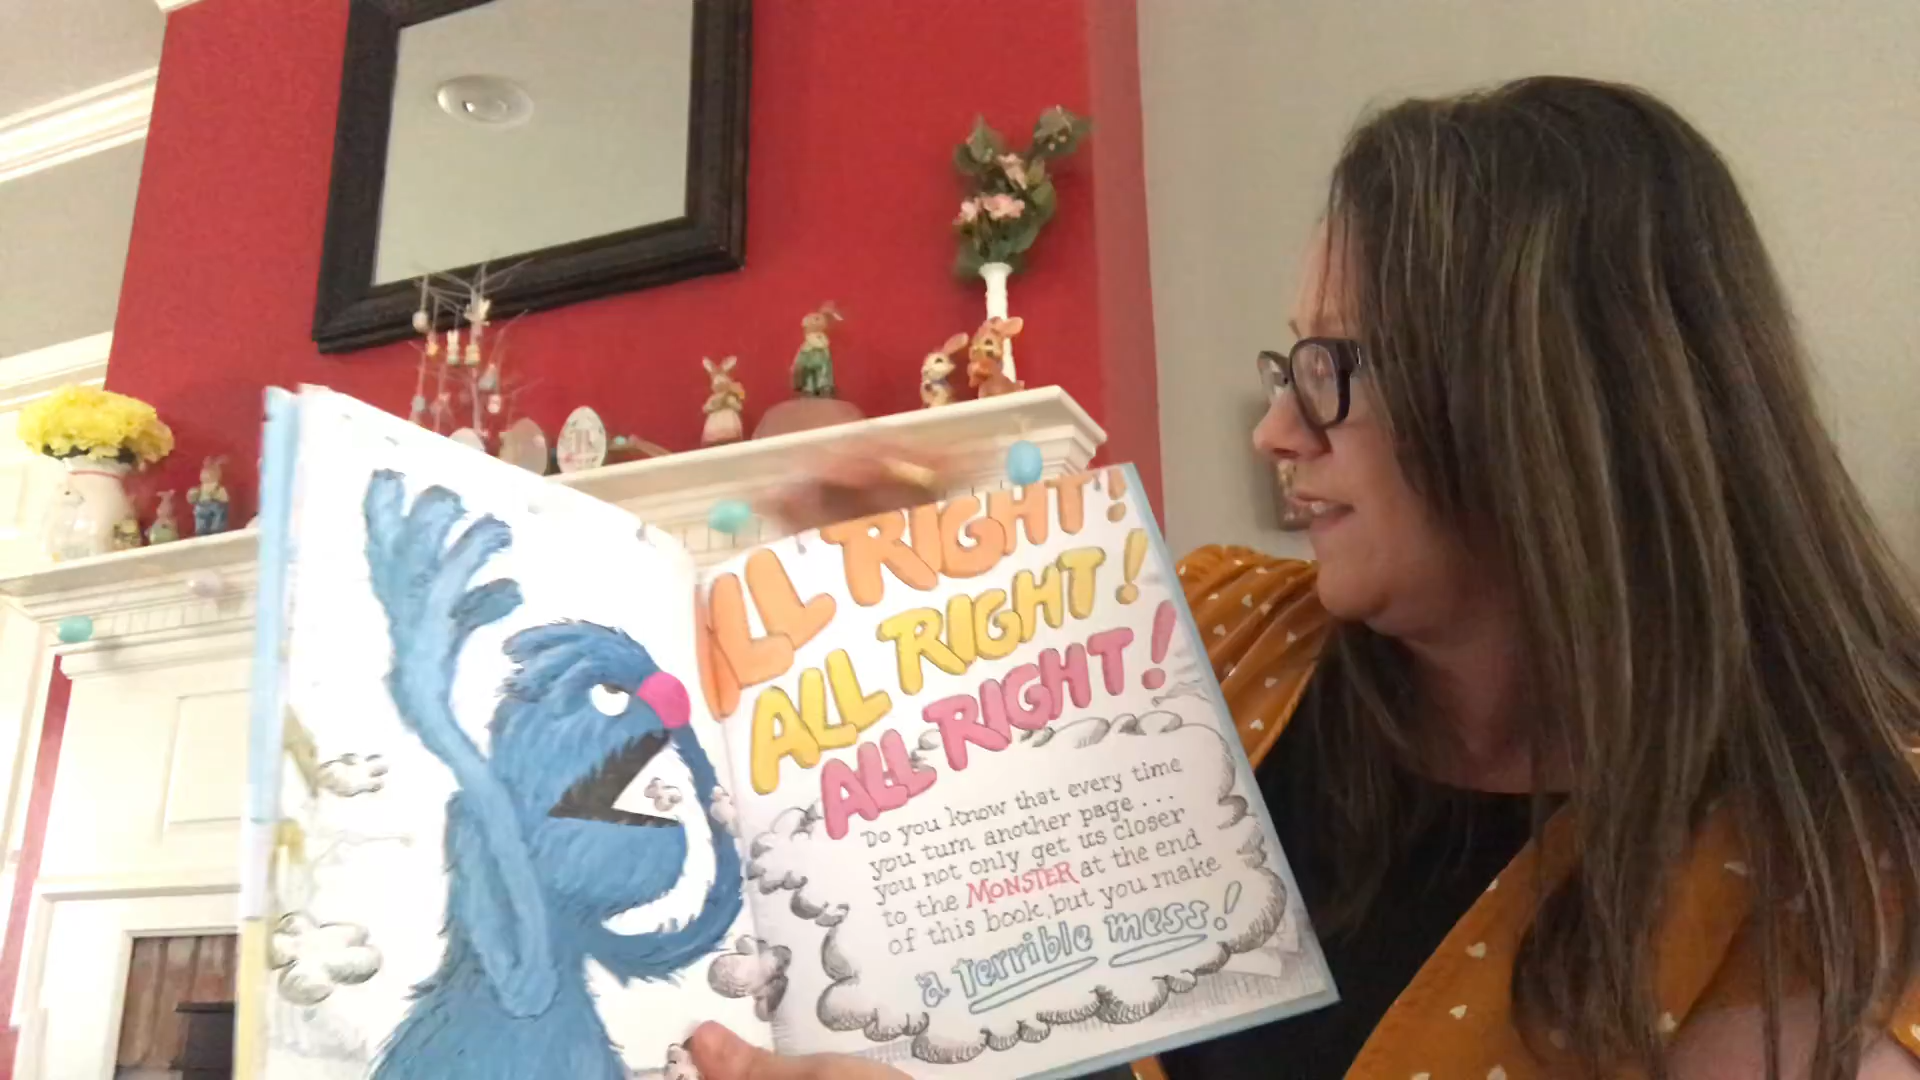 ALL RIGHT!
ALL RIGHT!
ALL RIGHT!
Do you know that every time
you turn another page...
you not only get us closer
to the MONSTER at the end
of this book, but you make
a terrible mess!